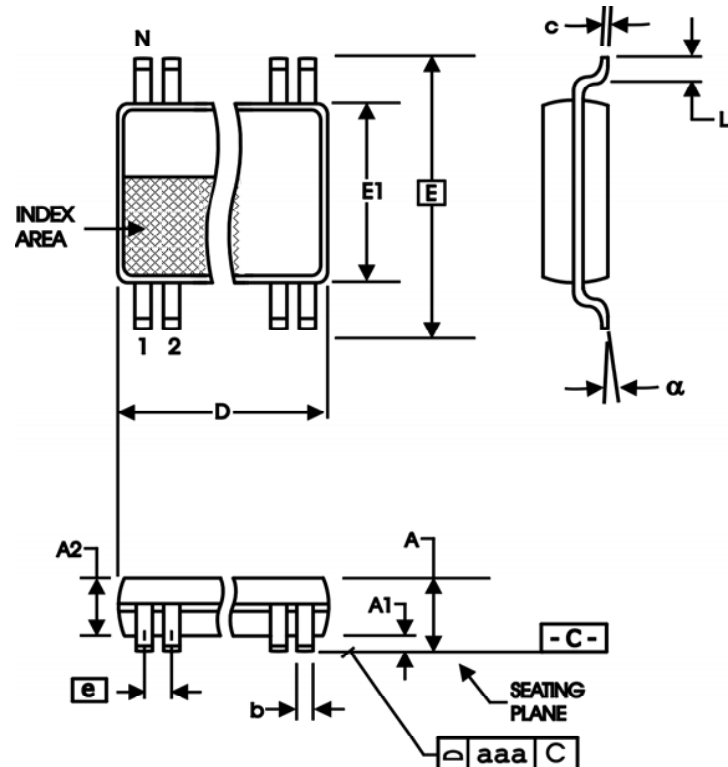 c
N
L
E1
E
INDEX
AREA
1 2
α
D
A2
A
A1
- C -
e
b
SEATING
PLANE
aaa C